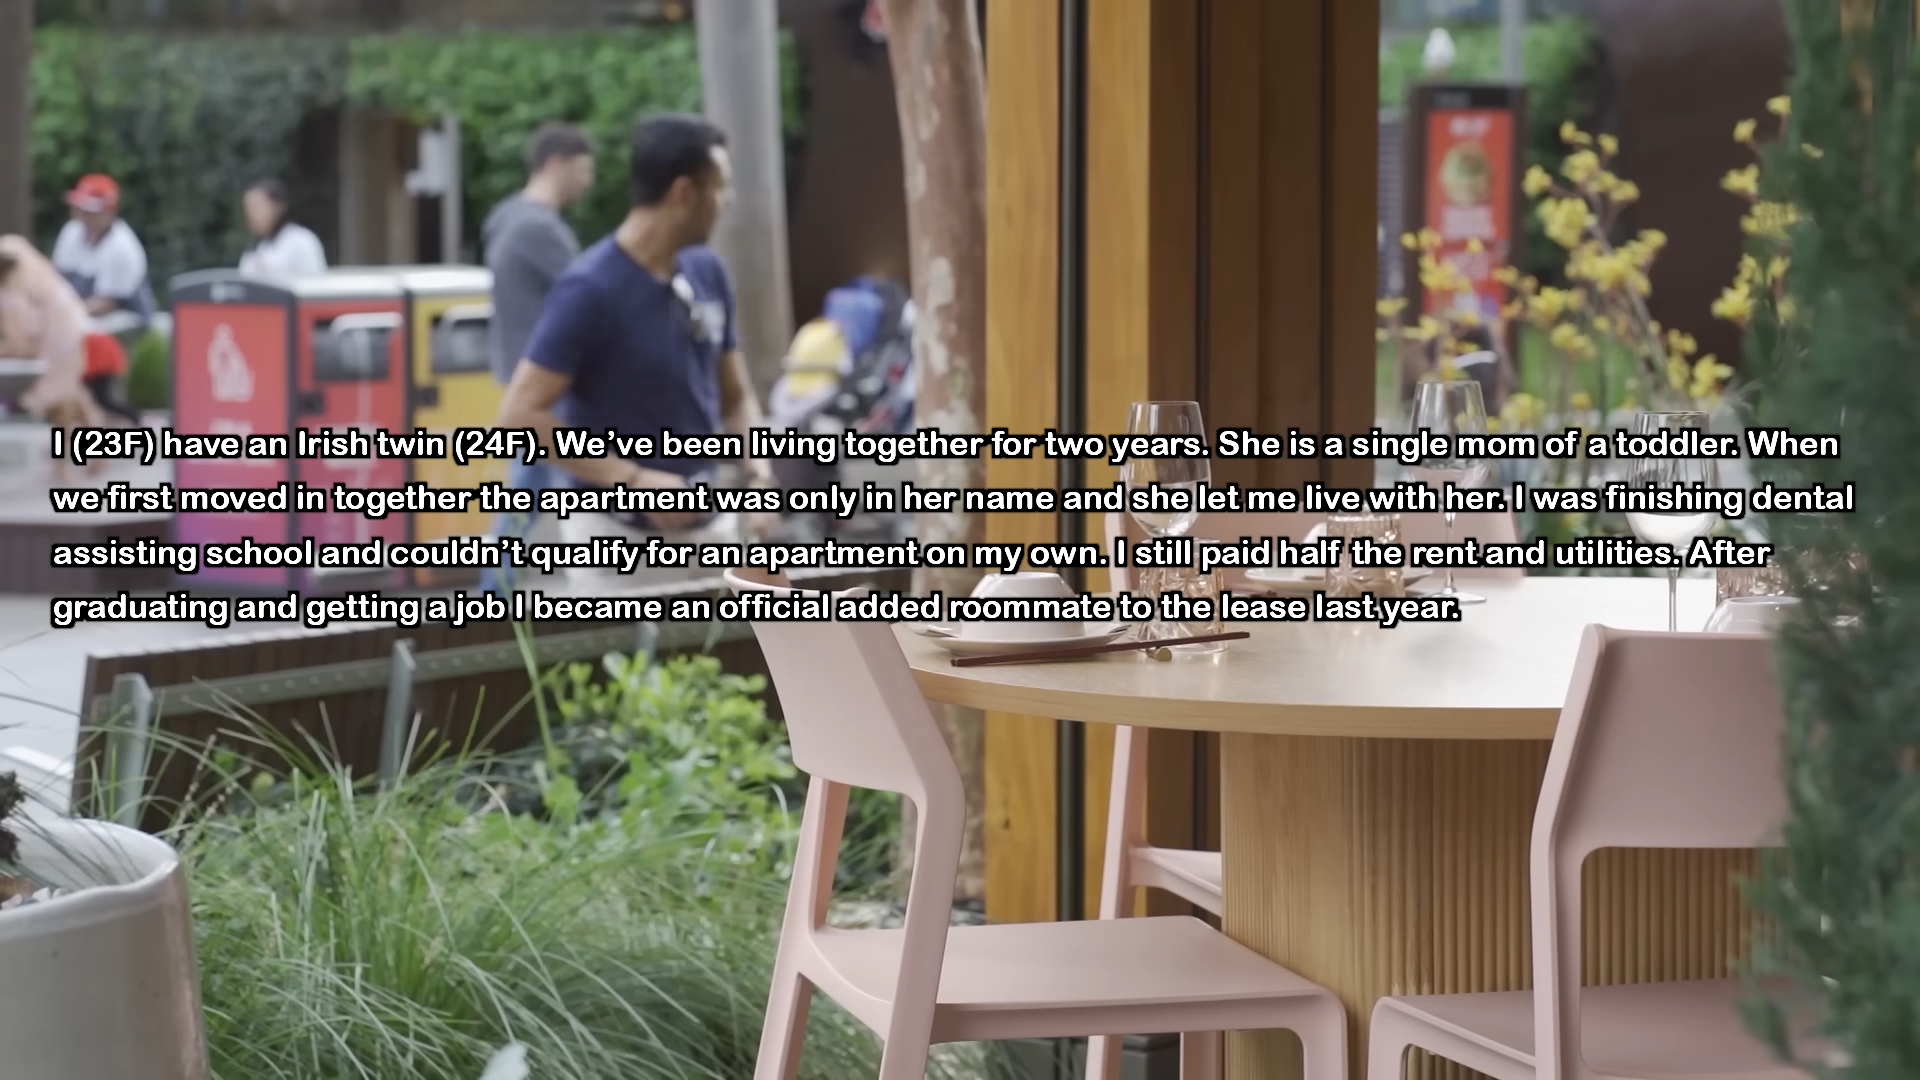 I (23F) have an Irish twin (24F). We’ve been living together for two years. She is a single mom of a toddler. When
we first moved in together the apartment was only in her name and she let me live with her. I was finishing dental
assisting school and couldn’t qualify for an apartment on my own. I still paid half the rent and utilities. After
graduating and getting a job I became an official added roommate to the lease last year.